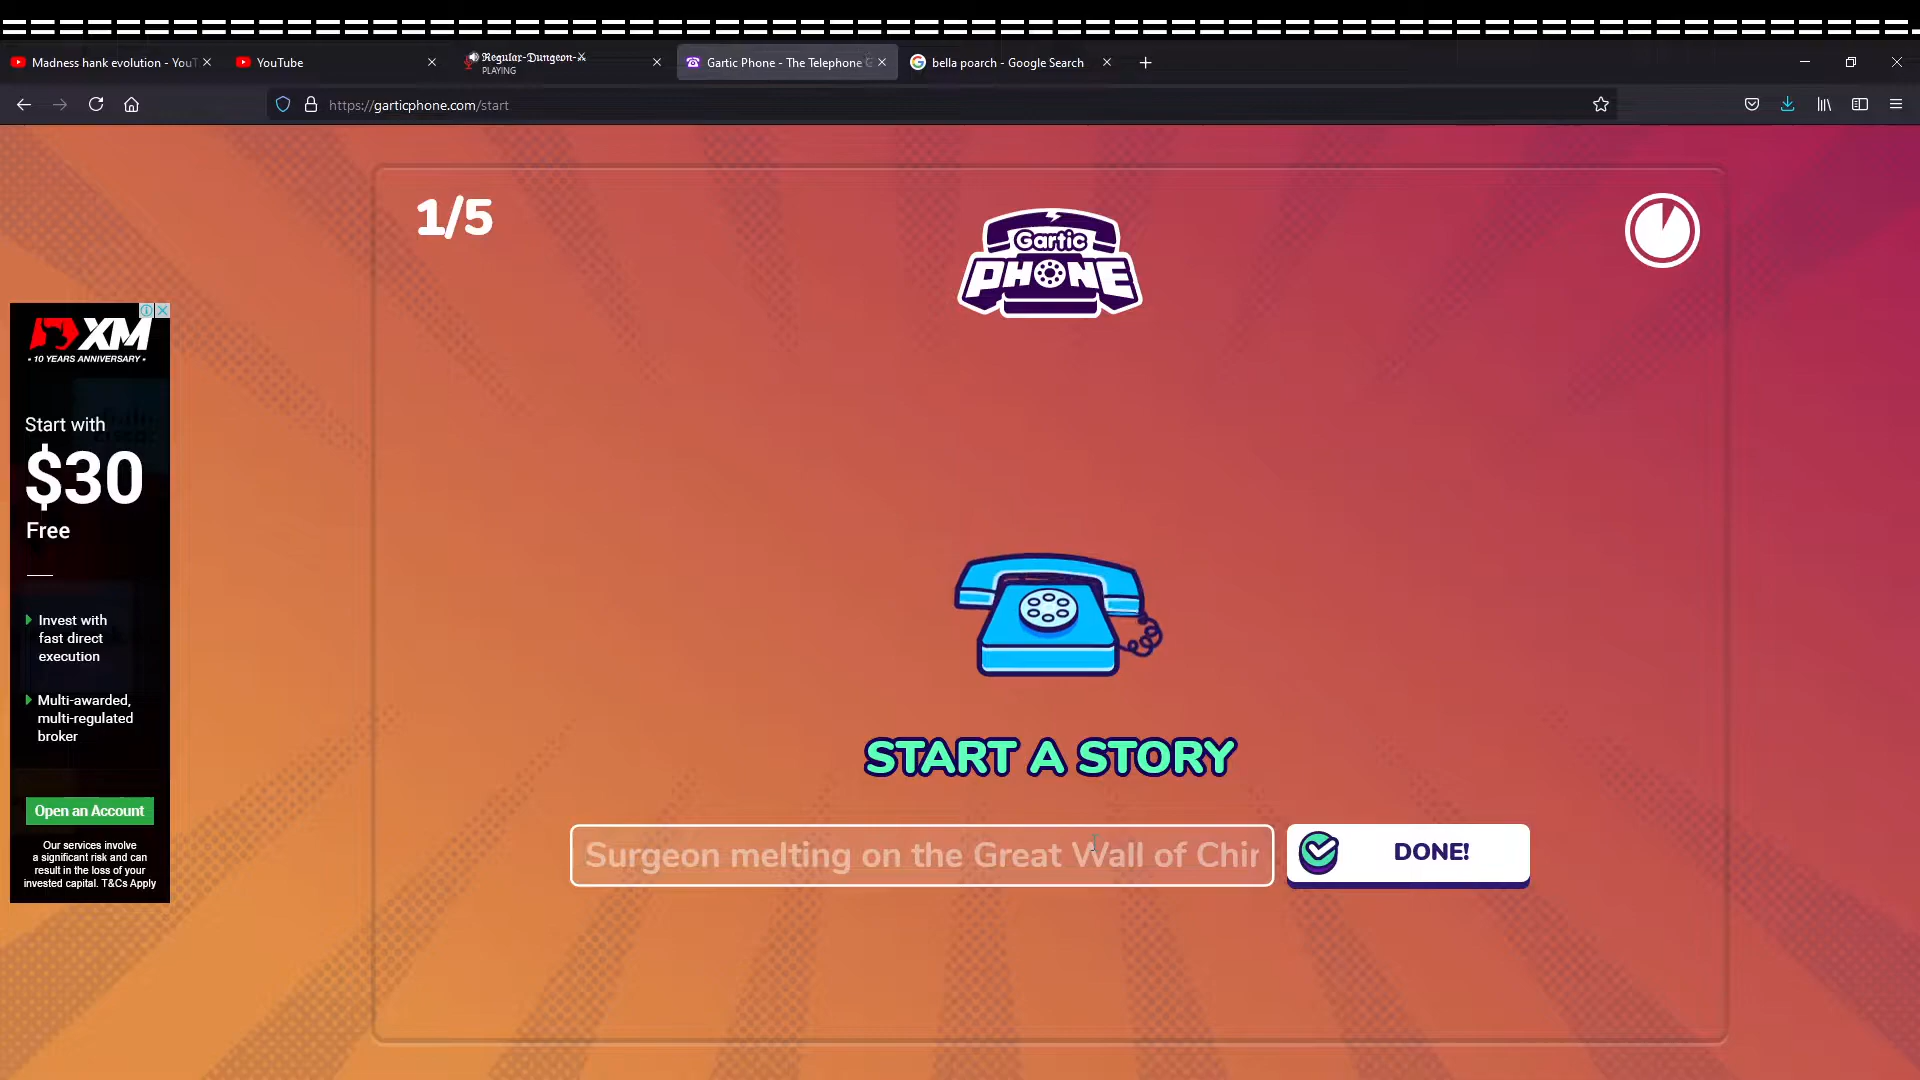 Madness hank evolution - YouT
YouTube
𝕽𝖊𝖌𝖚𝖑𝖆𝖗-𝕯𝖚𝖓𝖌𝖊𝖔𝖓-⚔
PLAYING
Gartic Phone - The Telephone G
bella poarch - Google Search
https://garticphone.com/start
1/5
Gartic
PHONE
XM
• 10 YEARS ANNIVERSARY •
Start with
$30
Free
Invest with
fast direct
execution
Multi-awarded,
multi-regulated
broker
Open an Account
Our services involve
a significant risk and can
result in the loss of your
invested capital. T&Cs Apply
START A STORY
Surgeon melting on the Great Wall of Chin
DONE!